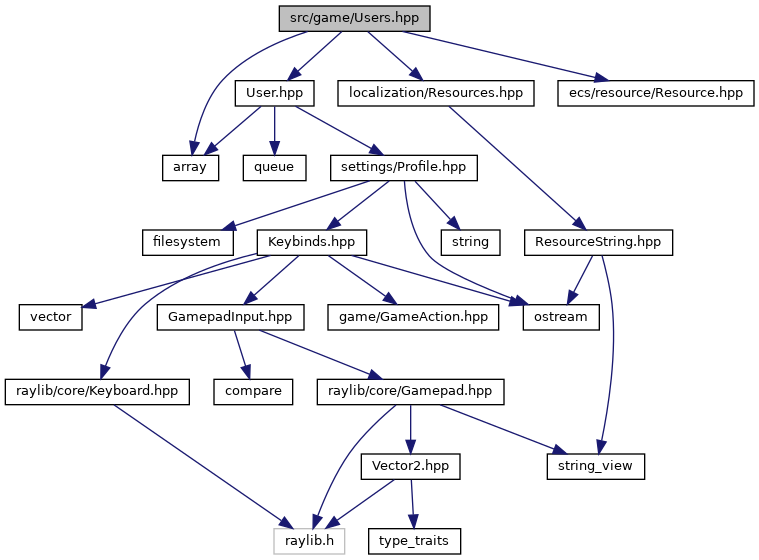 src/game/Users.hpp
User.hpp
localization/Resources.hpp
ecs/resource/Resource.hpp
array
queue
settings/Profile.hpp
filesystem
Keybinds.hpp
string
ResourceString.hpp
vector
GamepadInput.hpp
game/GameAction.hpp
ostream
raylib/core/Keyboard.hpp
compare
raylib/core/Gamepad.hpp
Vector2.hpp
string_view
raylib.h
type_traits